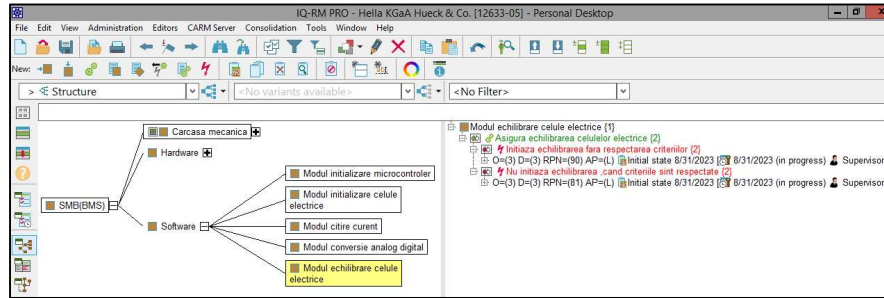 IQ-RM PRO - Hella KGaA Hueck & Co. [12633-05] - Personal Desktop
File Edit View Administration Editors CARM Server Consolidation Tools Window Help
New:
> Structure
<No variants available>
<No Filter>
Carcasa mecanica
Hardware
SMB(BMS)
Software
Modul initializare microcontroler
Modul initializare celule
electrice
Modul citire curent
Modul conversie analog digital
Modul echilibrare celule
electrice
Modul echilibrare celule electrice {1}
Asigura echilibrarea celulelor electrice {2}
Initiaza echilibrarea fara respectarea criteriilor {2}
O=(3) D=(3) RPN=(90) AP=(L) Initial state 8/31/2023 [ 8/31/2023 (in progress) Supervisor
Nu initiaza echilibrarea ,cand criteriile sint respectate {2}
O=(3) D=(3) RPN=(81) AP=(L) Initial state 8/31/2023 [ 8/31/2023 (in progress) Supervisor